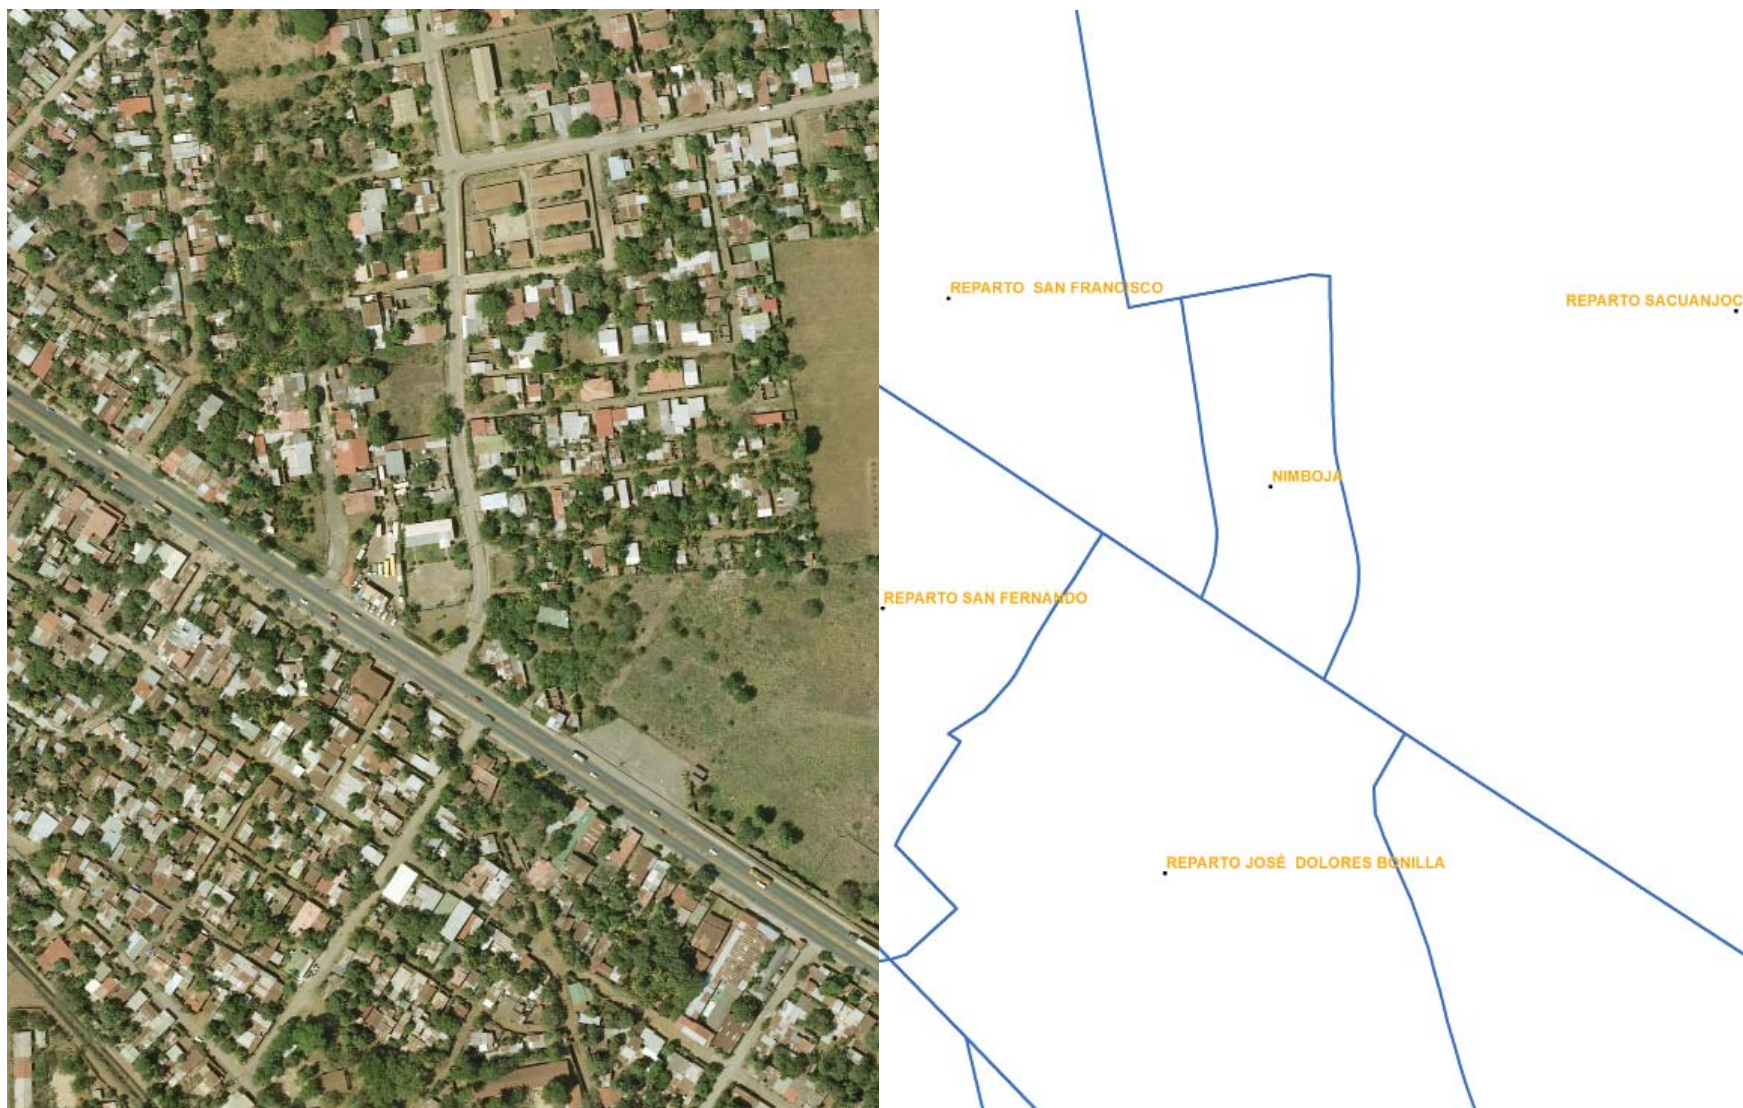 REPARTO  SAN FRANCISCO
REPARTO SACUANJOC
NIMBOJA
REPARTO SAN FERNANDO
REPARTO JOSÉ  DOLORES BONILLA